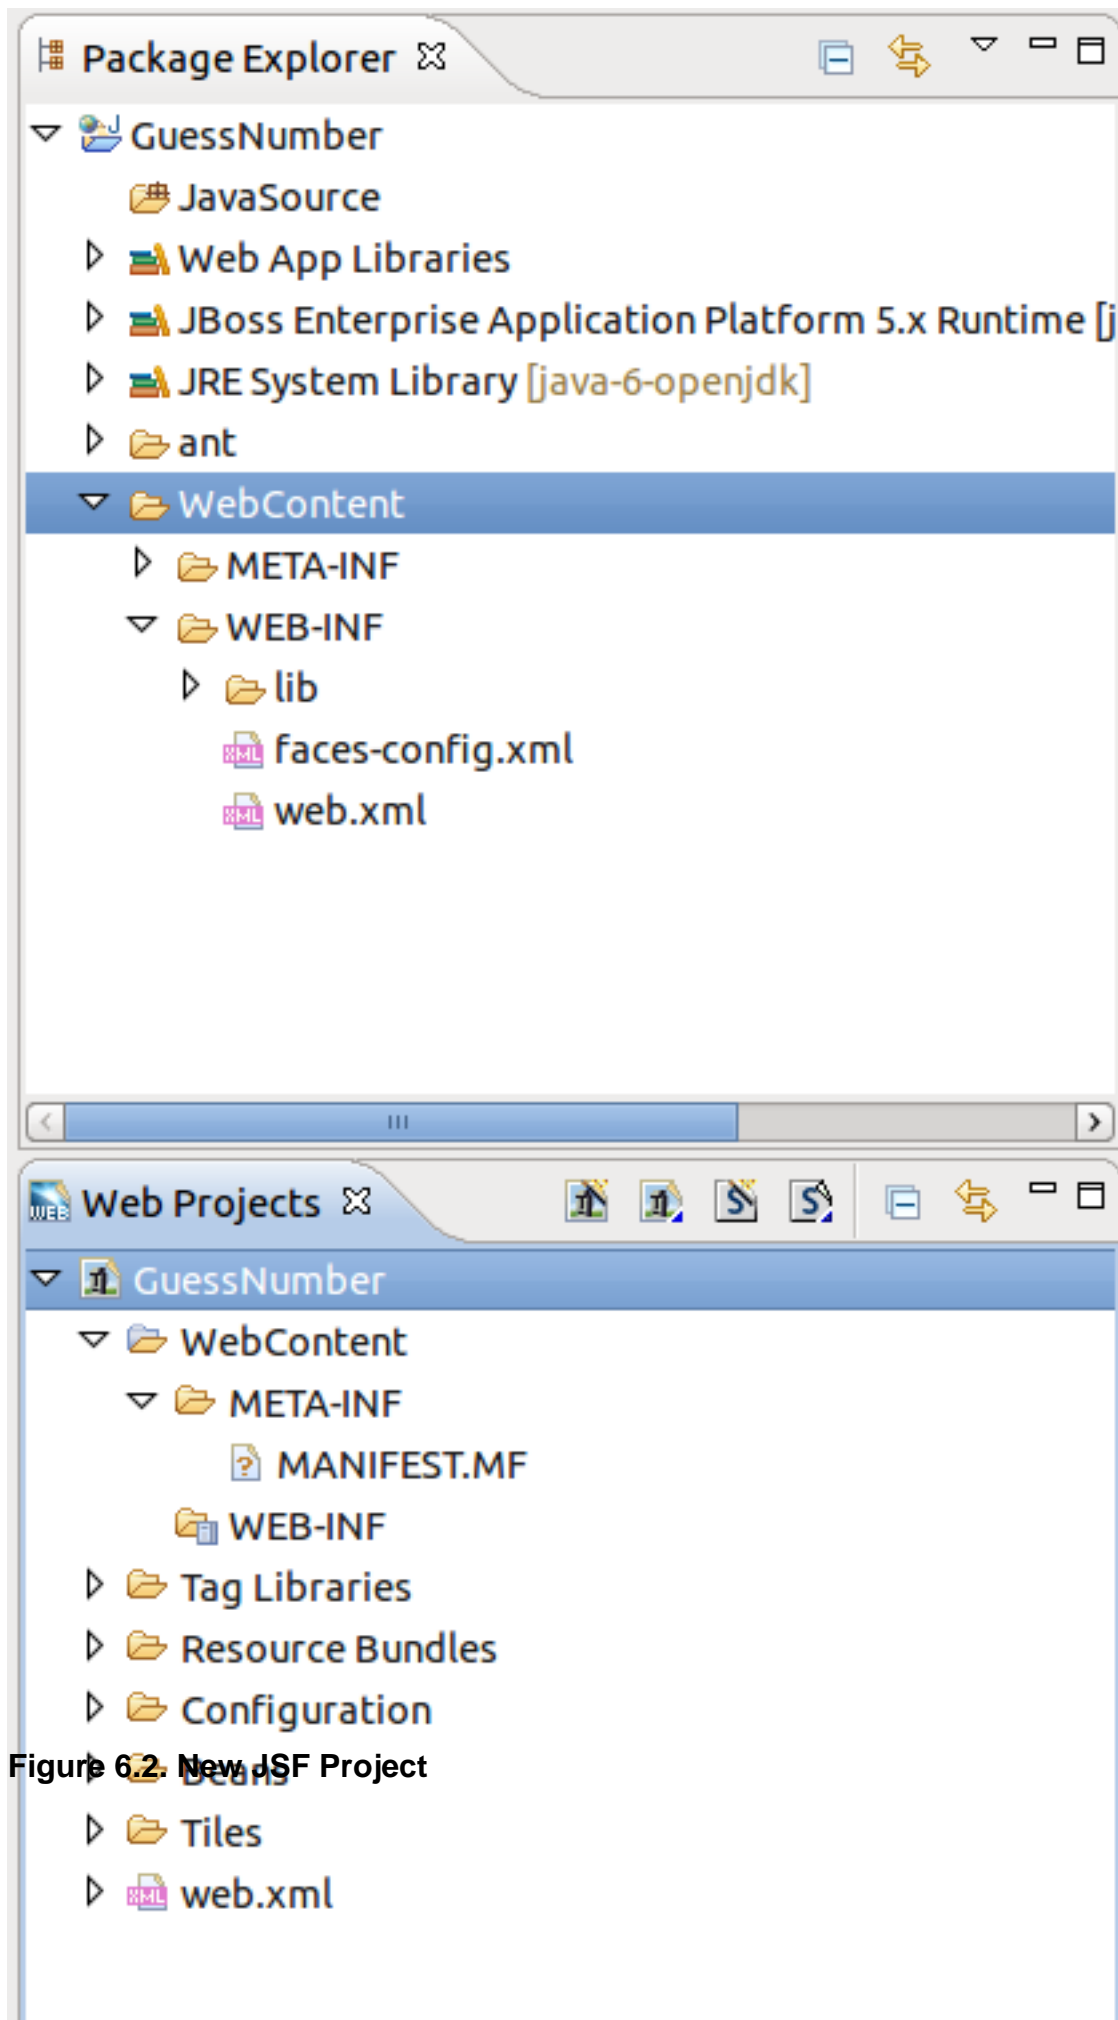 Package Explorer
GuessNumber
JavaSource
Web App Libraries
JBoss Enterprise Application Platform 5.x Runtime [j
JRE System Library [java-6-openjdk]
ant
WebContent
META-INF
WEB-INF
lib
faces-config.xml
web.xml
Web Projects
GuessNumber
WebContent
META-INF
MANIFEST.MF
WEB-INF
Tag Libraries
Resource Bundles
Configuration
Beans
Figure 6.2. New JSF Project
Tiles
web.xml